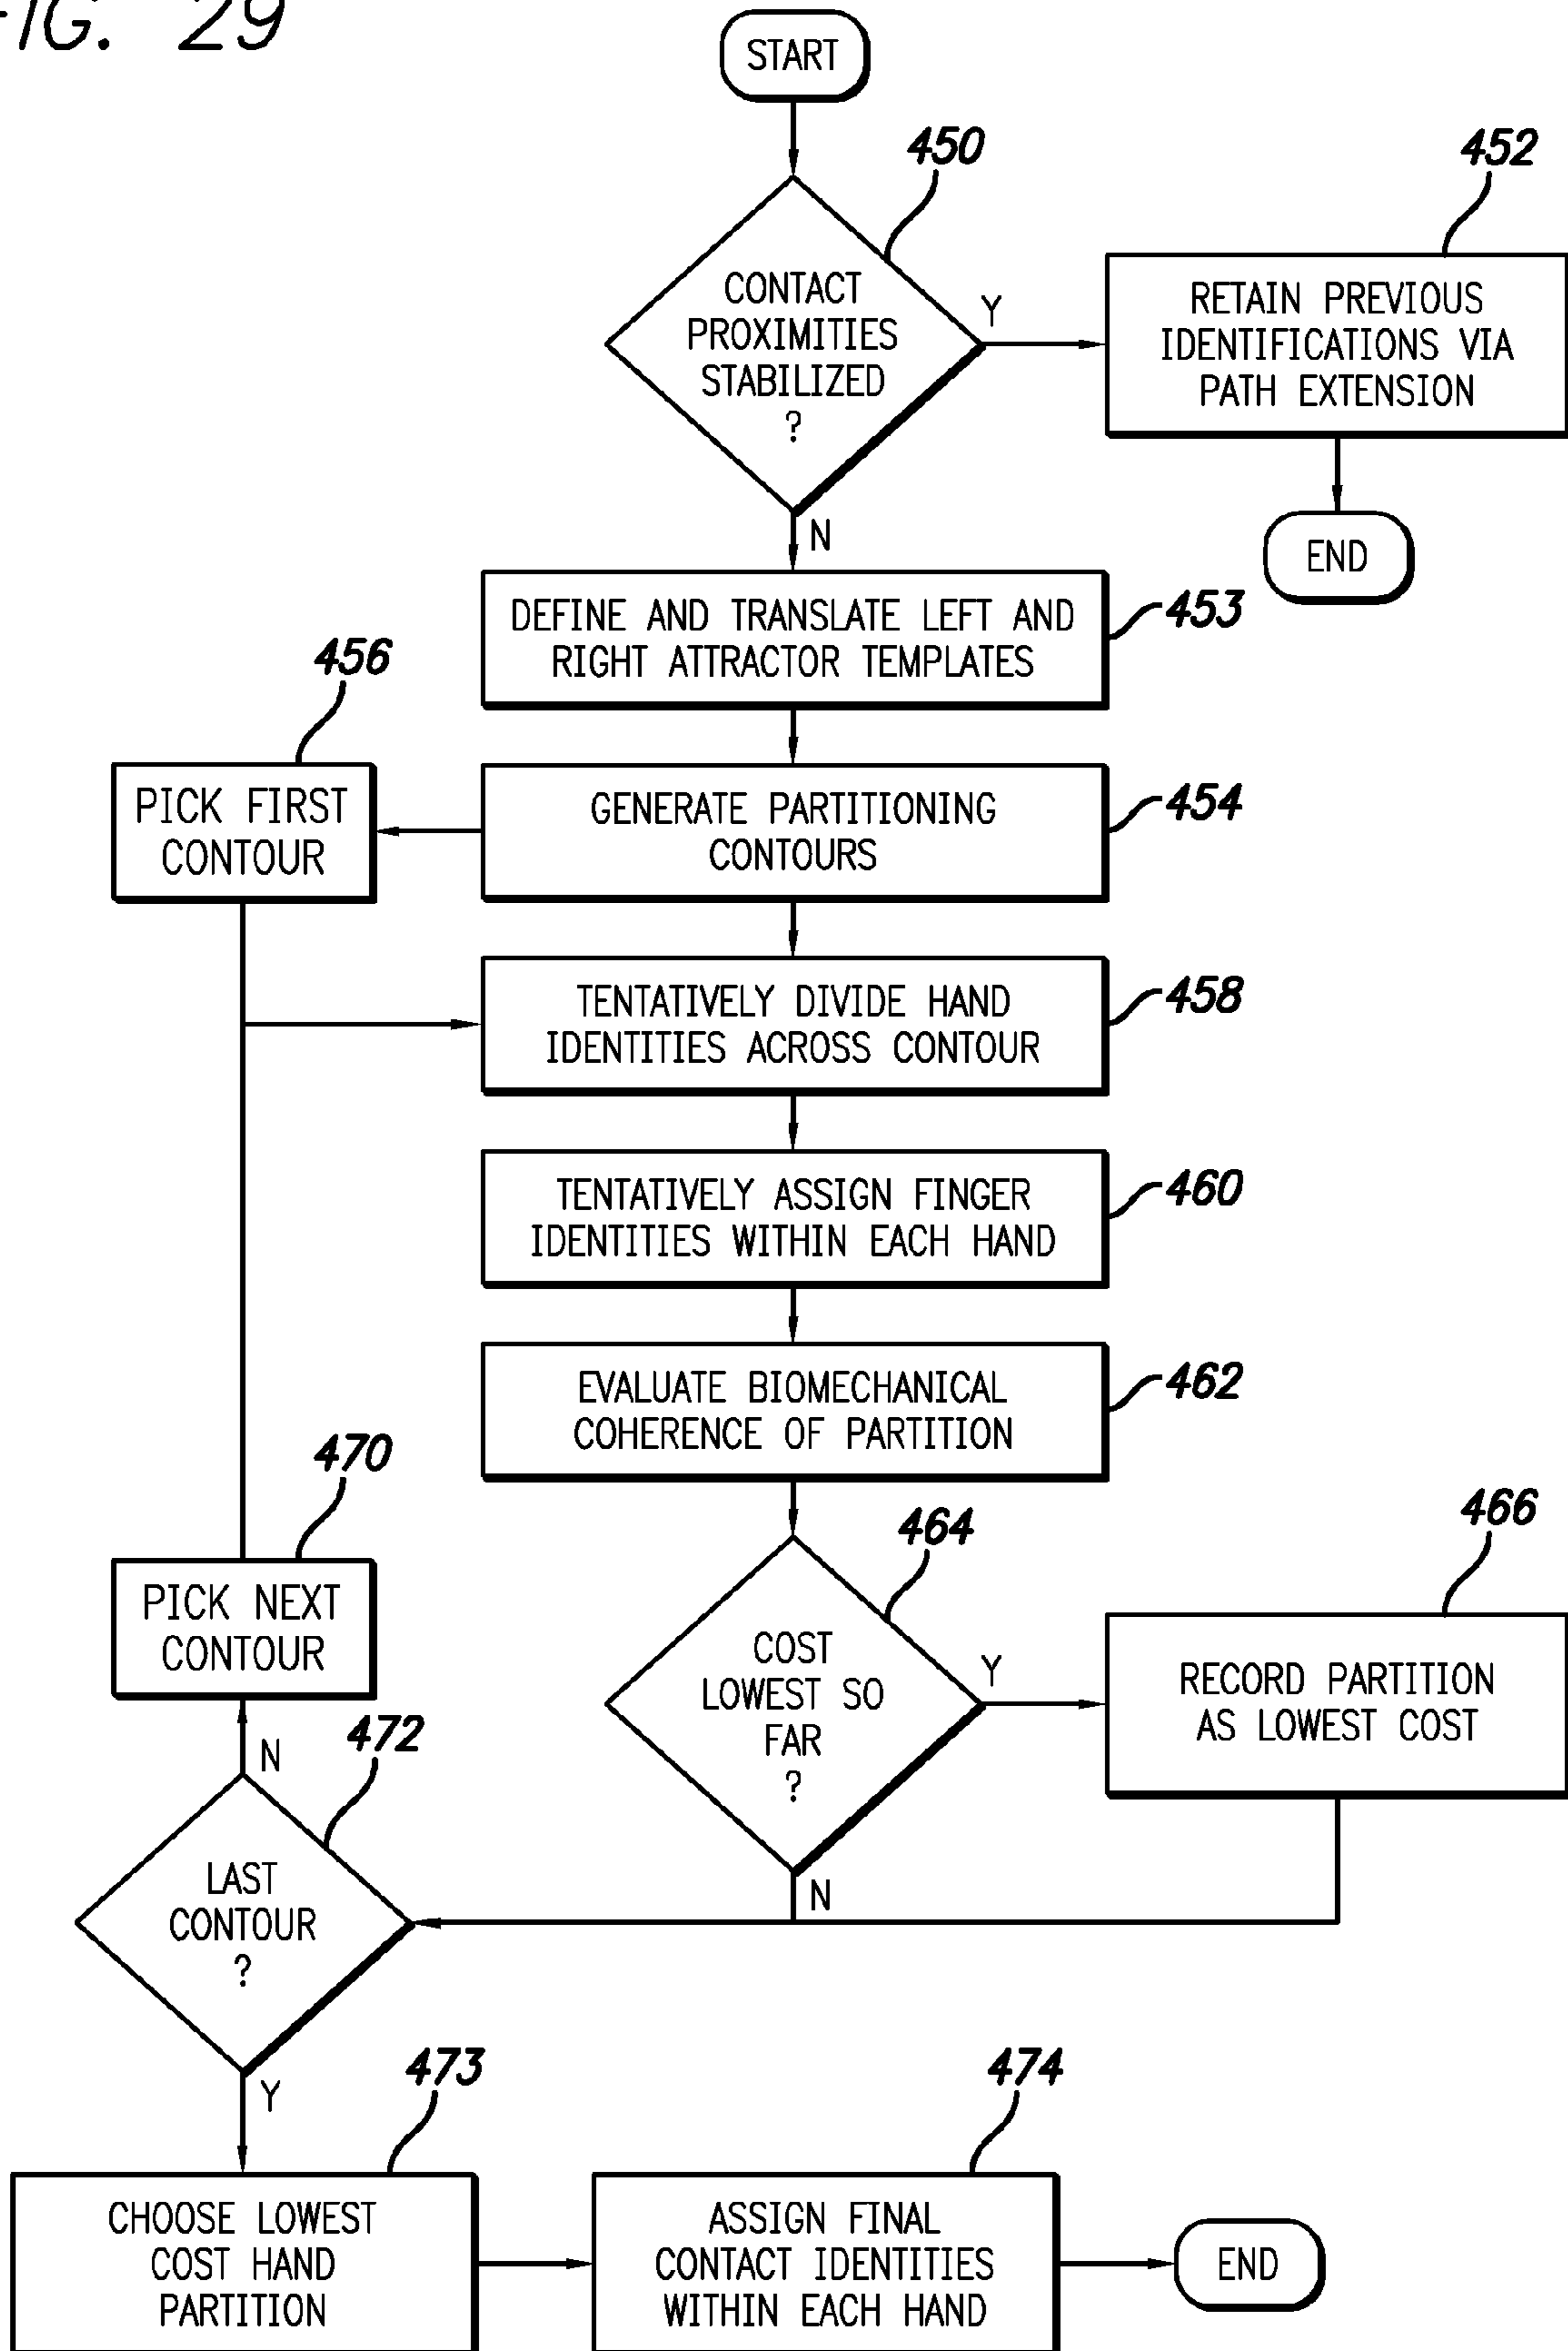 FIG. 29
START
450
452
CONTACT
PROXIMITIES
STABILIZED
?
Y
N
RETAIN PREVIOUS
IDENTIFICATIONS VIA
PATH EXTENSION
END
DEFINE AND TRANSLATE LEFT AND
RIGHT ATTRACTOR TEMPLATES
453
456
PICK FIRST
CONTOUR
GENERATE PARTITIONING
CONTOURS
454
TENTATIVELY DIVIDE HAND
IDENTITIES ACROSS CONTOUR
458
TENTATIVELY ASSIGN FINGER
IDENTITIES WITHIN EACH HAND
460
EVALUATE BIOMECHANICAL
COHERENCE OF PARTITION
462
470
PICK NEXT
CONTOUR
464
COST
LOWEST SO
FAR
?
Y
N
466
RECORD PARTITION
AS LOWEST COST
472
N
LAST
CONTOUR
?
Y
473
CHOOSE LOWEST
COST HAND
PARTITION
474
ASSIGN FINAL
CONTACT IDENTITIES
WITHIN EACH HAND
END